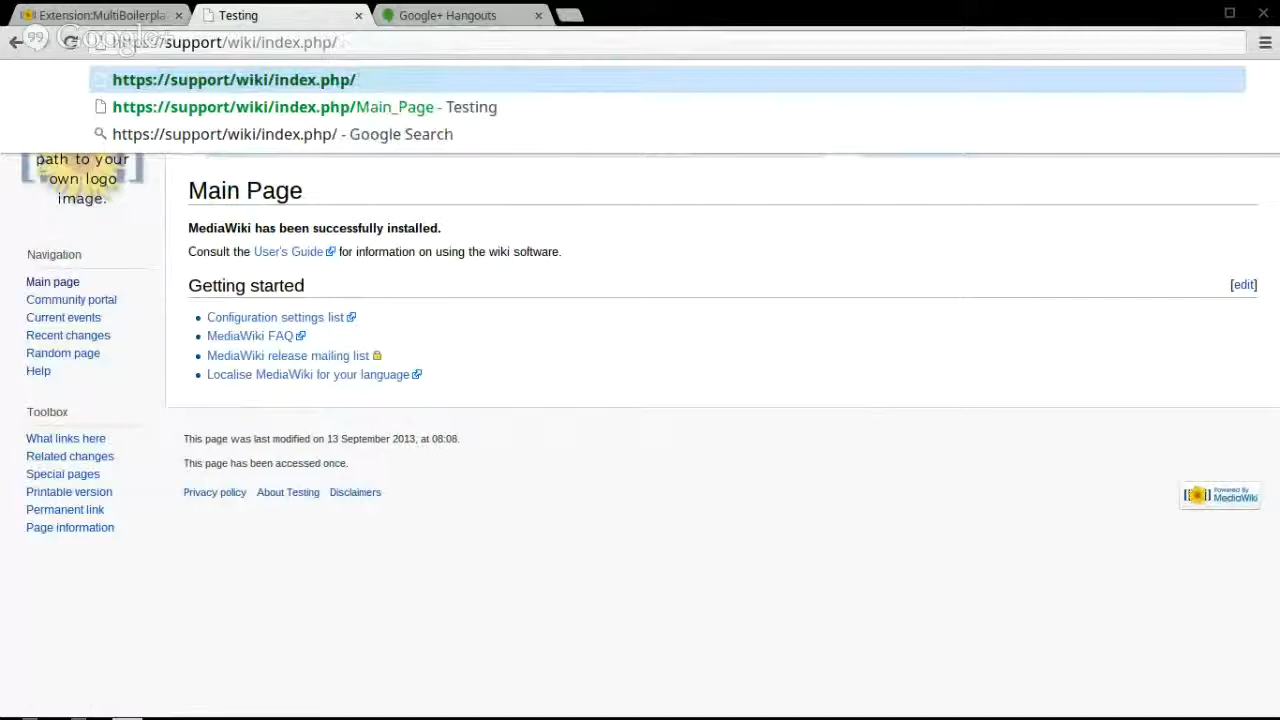 Extension:MultiBoilerpla
Testing
Google+ Hangouts
Google+
https://support/wiki/index.php/
https://support/wiki/index.php/
https://support/wiki/index.php/Main_Page - Testing
https://support/wiki/index.php/ - Google Search
path to your
own logo
image.
Main Page
MediaWiki has been successfully installed.
Consult the User's Guide for information on using the wiki software.
Getting started
[edit]
Configuration settings list
MediaWiki FAQ
MediaWiki release mailing list
Localise MediaWiki for your language
Navigation
Main page
Community portal
Current events
Recent changes
Random page
Help
Toolbox
What links here
Related changes
Special pages
Printable version
Permanent link
Page information
This page was last modified on 13 September 2013, at 08:08.
This page has been accessed once.
Privacy policy About Testing Disclaimers
Powered By
MediaWiki